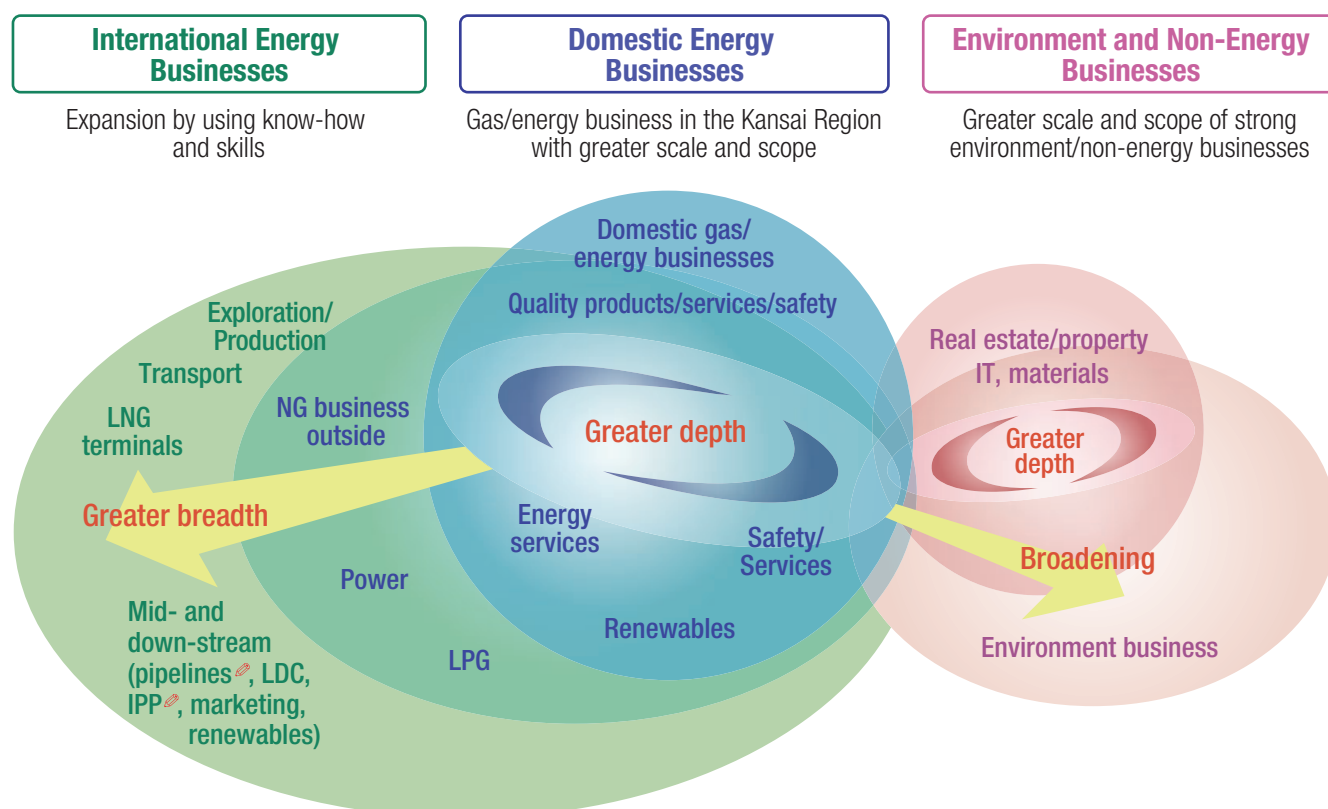 International Energy
Businesses
Expansion by using know-how
and skills
Domestic Energy
Businesses
Gas/energy business in the Kansai Region
with greater scale and scope
Environment and Non-Energy
Businesses
Greater scale and scope of strong
environment/non-energy businesses
Domestic gas/
energy businesses
Quality products/services/safety
Exploration/
Production
Transport
LNG
terminals
NG business
outside
Greater depth
Greater breadth
Energy
services
Safety/
Services
Power
Renewables
LPG
Mid- and
down-stream
(pipelines, LDC,
IPP, marketing,
renewables)
Real estate/property
IT, materials
Greater
depth
Broadening
Environment business